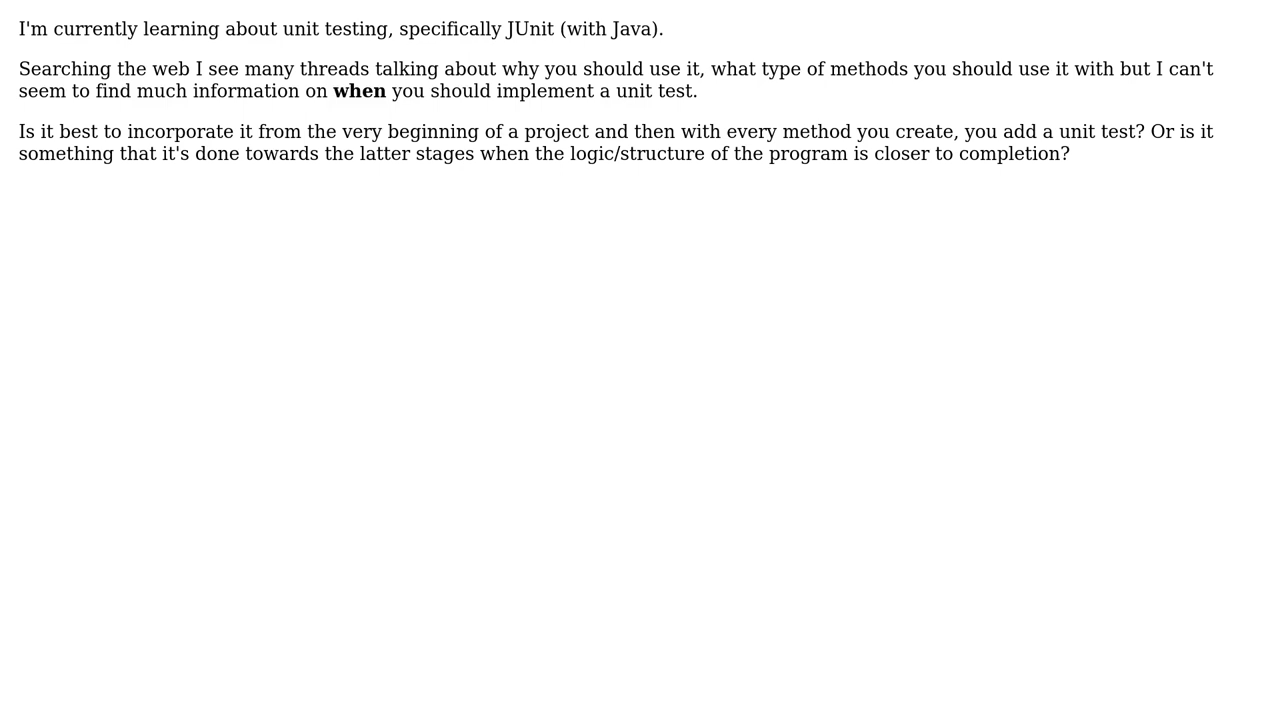 I'm currently learning about unit testing, specifically JUnit (with Java).
Searching the web I see many threads talking about why you should use it, what type of methods you should use it with but I can't
seem to find much information on when you should implement a unit test.
Is it best to incorporate it from the very beginning of a project and then with every method you create, you add a unit test? Or is it
something that it's done towards the latter stages when the logic/structure of the program is closer to completion?